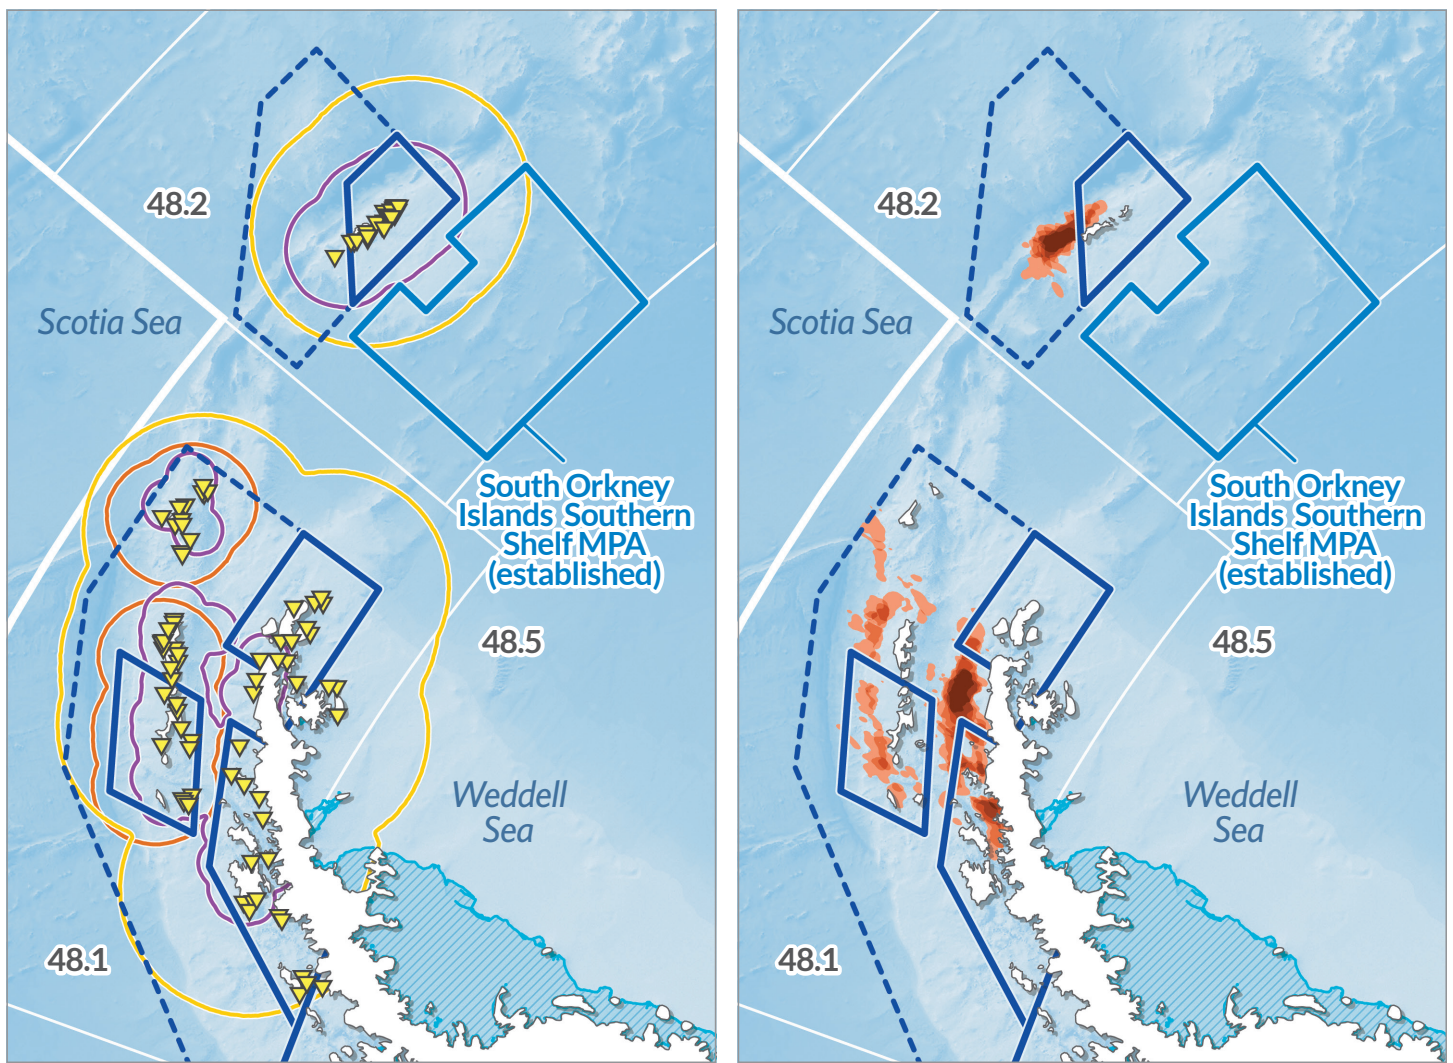 48.2
Scotia Sea
South Orkney
Islands Southern
Shelf MPA
(established)
48.5
Weddell
Sea
48.1
48.2
Scotia Sea
South Orkney
Islands Southern
Shelf MPA
(established)
48.5
Weddell
Sea
48.1